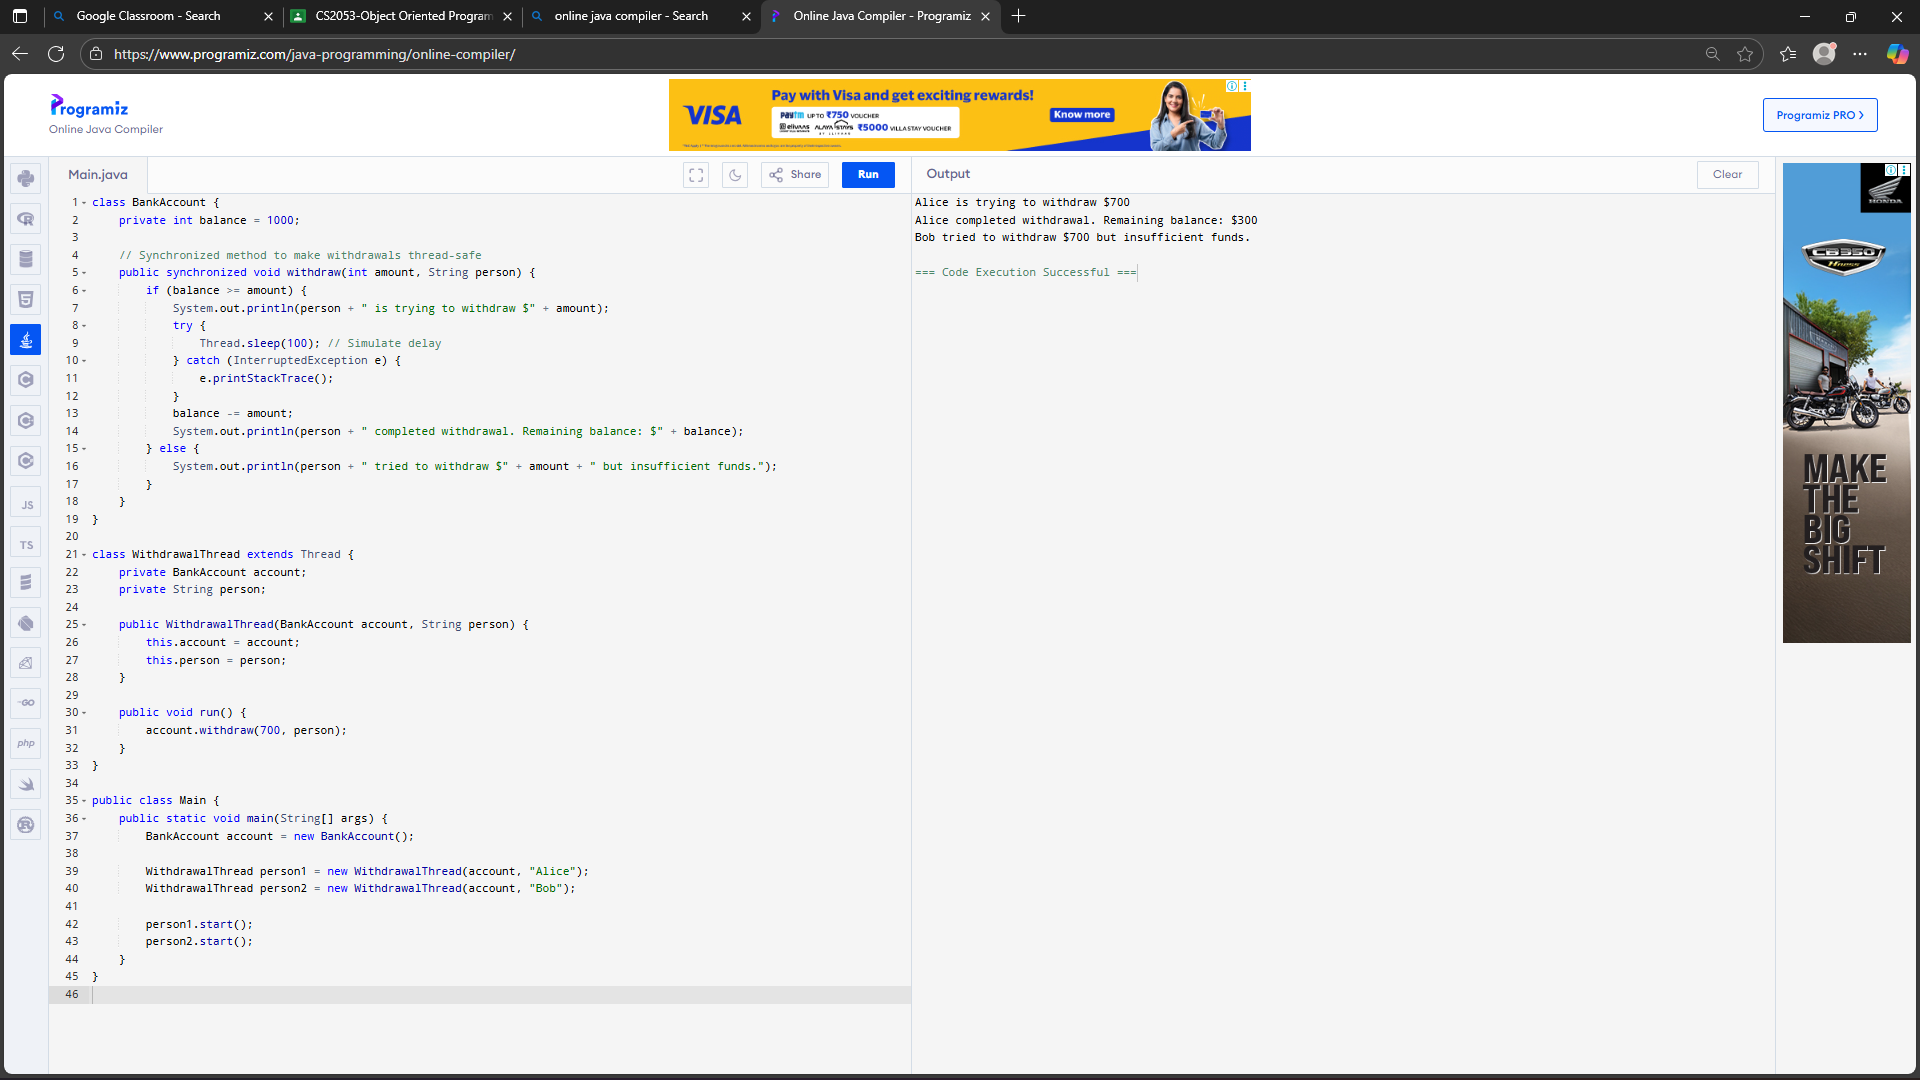 Google Classroom - Search
CS2053-Object Oriented Program
online java compiler - Search
Online Java Compiler - Programiz
https://www.programiz.com/java-programming/online-compiler/
Programiz
Online Java Compiler
VISA
Pay with Visa and get exciting rewards!
Paytm UP TO ₹750 VOUCHER
elivaas ALAYA STAYS ₹5000 VILLA STAY VOUCHER
Know more
Programiz PRO >
Main.java
Share
Run
Output
Clear
1 class BankAccount {
2 private int balance = 1000;
3
4 // Synchronized method to make withdrawals thread-safe
5 public synchronized void withdraw(int amount, String person) {
6 if (balance >= amount) {
7 System.out.println(person + " is trying to withdraw $" + amount);
8 try {
9 Thread.sleep(100); // Simulate delay
10 } catch (InterruptedException e) {
11 e.printStackTrace();
12 }
13 balance -= amount;
14 System.out.println(person + " completed withdrawal. Remaining balance: $" + balance);
15 } else {
16 System.out.println(person + " tried to withdraw $" + amount + " but insufficient funds.");
17 }
18 }
19 }
20
21 class WithdrawalThread extends Thread {
22 private BankAccount account;
23 private String person;
24
25 public WithdrawalThread(BankAccount account, String person) {
26 this.account = account;
27 this.person = person;
28 }
29
30 public void run() {
31 account.withdraw(700, person);
32 }
33 }
34
35 public class Main {
36 public static void main(String[] args) {
37 BankAccount account = new BankAccount();
38
39 WithdrawalThread person1 = new WithdrawalThread(account, "Alice");
40 WithdrawalThread person2 = new WithdrawalThread(account, "Bob");
41
42 person1.start();
43 person2.start();
44 }
45 }
46
Alice is trying to withdraw $700
Alice completed withdrawal. Remaining balance: $300
Bob tried to withdraw $700 but insufficient funds.
=== Code Execution Successful ===
JS
TS
GO
php
HONDA
CB350
H'ness
MAKE
THE
BIG
SHIFT